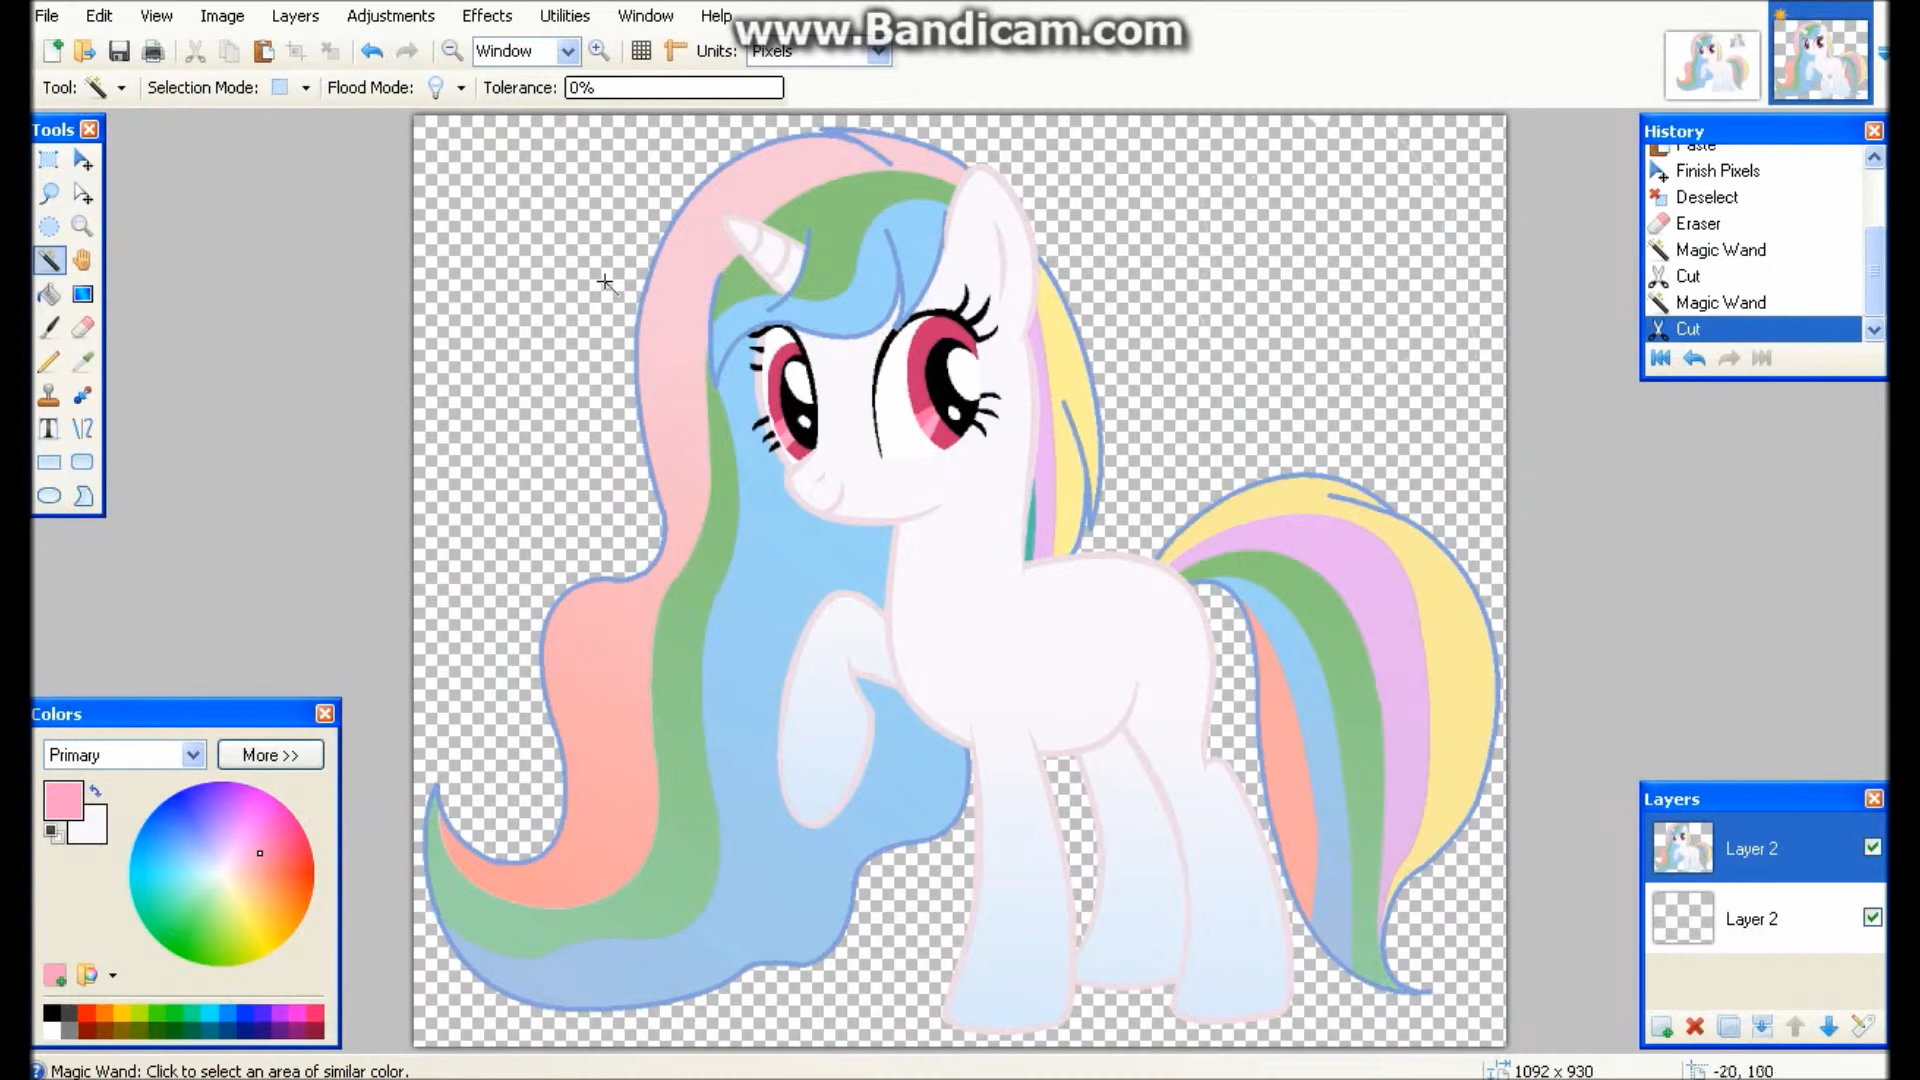 File Edit View Image Layers Adjustments Effects Utilities Window Help
www.Bandicam.com
Window Units: Pixels
Tool: Selection Mode: Flood Mode: Tolerance: 0%
Tools
History
Paste
Finish Pixels
Deselect
Eraser
Magic Wand
Cut
Magic Wand
Cut
Colors
Primary More >>
Layers
Layer 2
Layer 2
Magic Wand: Click to select an area of similar color. 1092 x 930 -20, 180